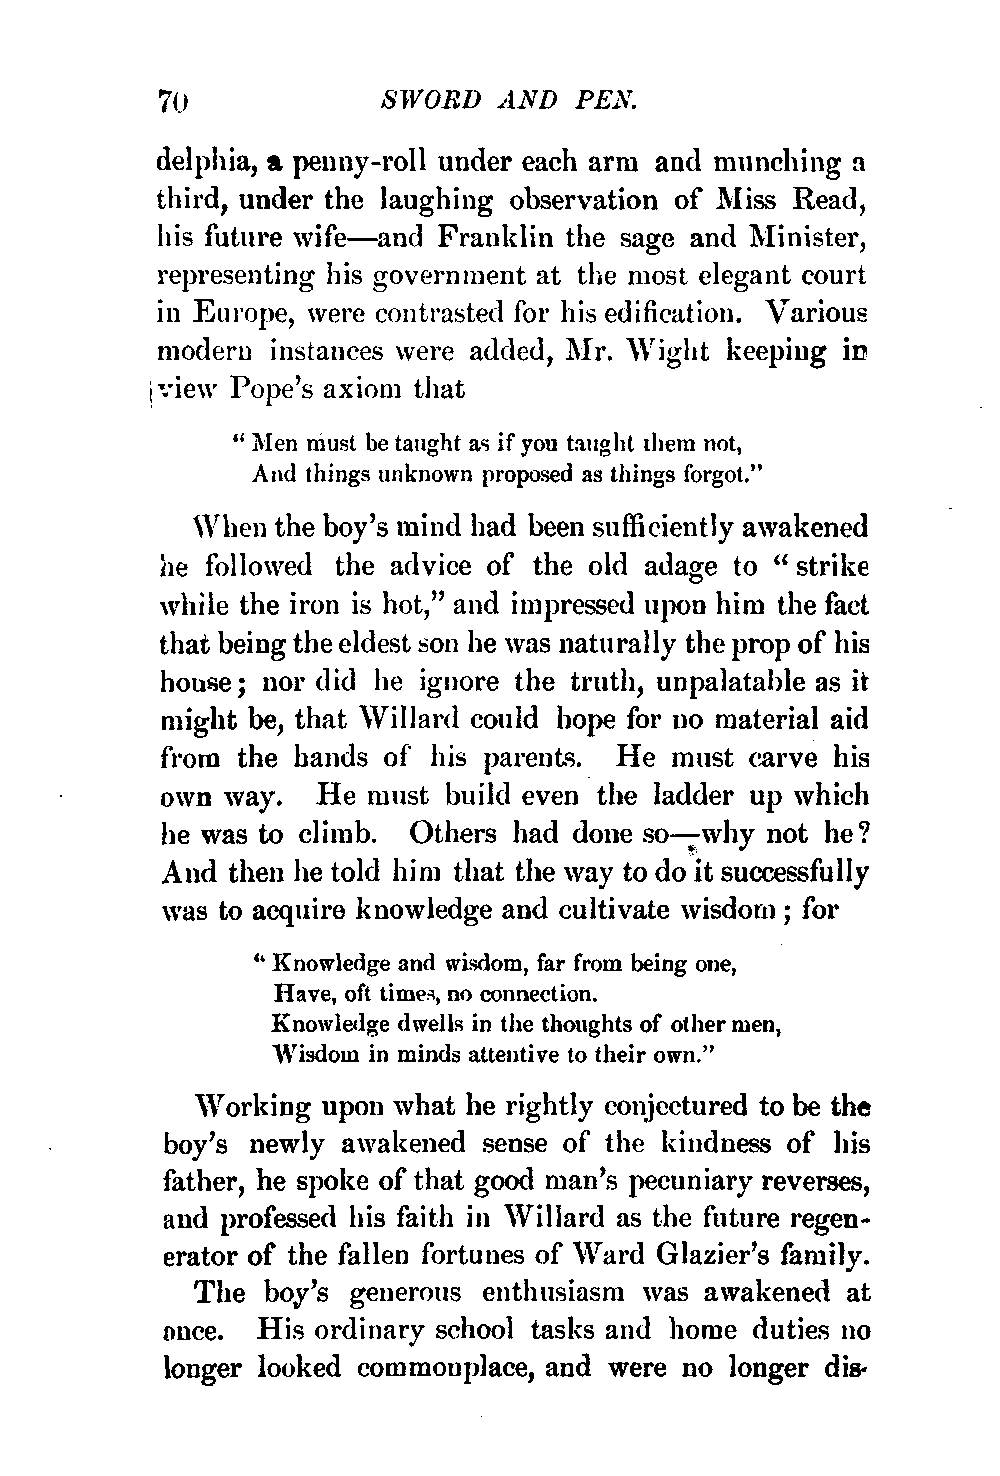 70 SWORD AND PEN.
delphia, a penny-roll under each arm and munching a
third, under the laughing observation of Miss Read,
his future wife—and Franklin the sage and Minister,
representing his government at the most elegant court
in Europe, were contrasted for his edification. Various
modern instances were added, Mr. Wight keeping in
view Pope's axiom that
"Men must be taught as if you taught them not,
And things unknown proposed as things forgot."
When the boy's mind had been sufficiently awakened
he followed the advice of the old adage to "strike
while the iron is hot," and impressed upon him the fact
that being the eldest son he was naturally the prop of his
house; nor did he ignore the truth, unpalatable as it
might be, that Willard could hope for no material aid
from the hands of his parents. He must carve his
own way. He must build even the ladder up which
he was to climb. Others had done so—why not he?
And then he told him that the way to do it successfully
was to acquire knowledge and cultivate wisdom; for
"Knowledge and wisdom, far from being one,
Have, oft times, no connection.
Knowledge dwells in the thoughts of other men,
Wisdom in minds attentive to their own."
Working upon what he rightly conjectured to be the
boy's newly awakened sense of the kindness of his
father, he spoke of that good man's pecuniary reverses,
and professed his faith in Willard as the future regen-
erator of the fallen fortunes of Ward Glazier's family.
The boy's generous enthusiasm was awakened at
once. His ordinary school tasks and home duties no
longer looked commonplace, and were no longer dis-